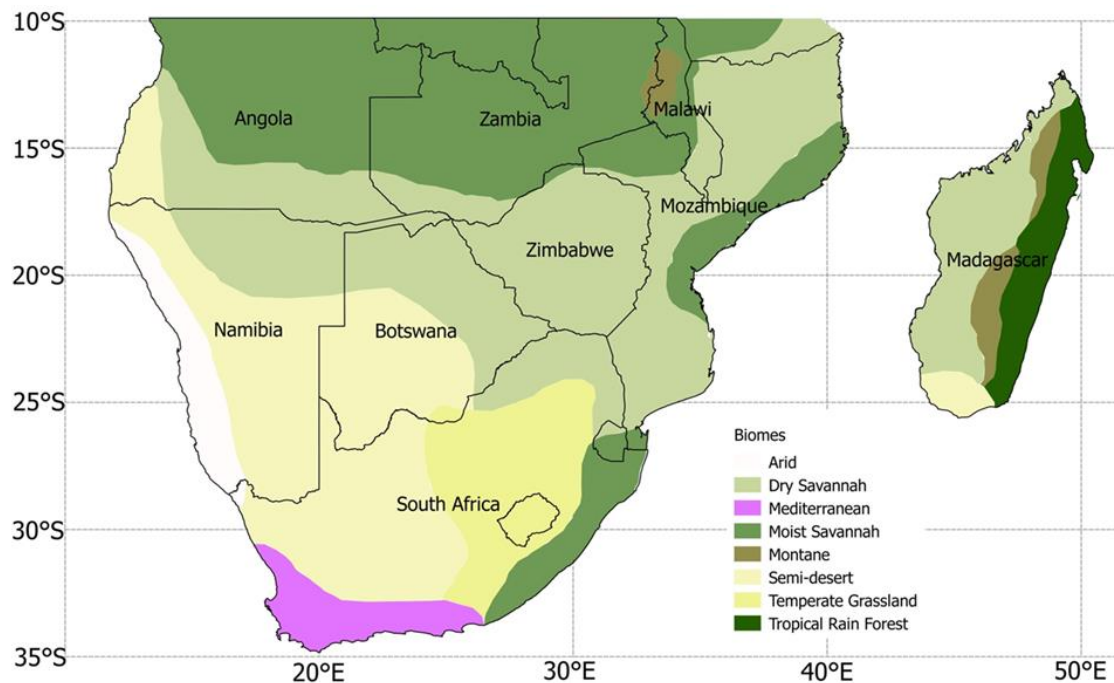 10°S
Angola
Zambia
Malawi
15°S
Mozambique
Zimbabwe
Madagascar
20°S
Namibia
Botswana
25°S
Biomes
Arid
Dry Savannah
Mediterranean
South Africa
Moist Savannah
30°S
Montane
Semi-desert
Temperate Grassland
Tropical Rain Forest
35°S
20°E
30°E
40°E
50°E